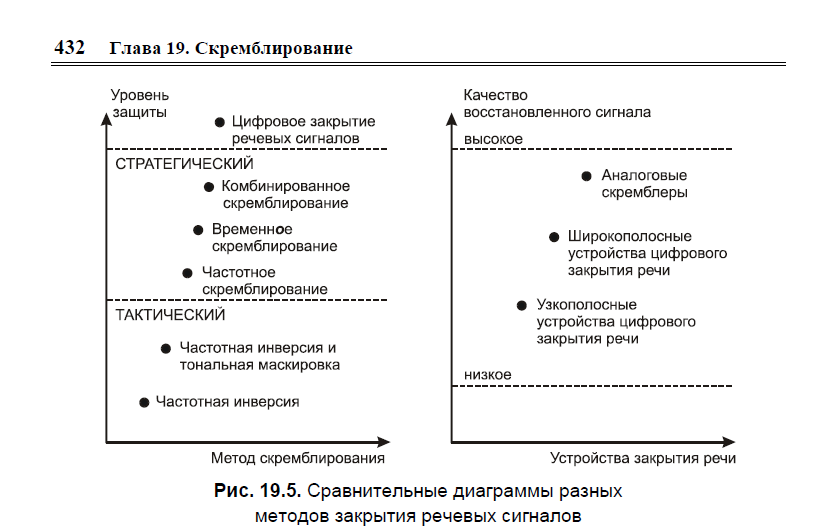 432 Глава 19. Скремблирование
Уровень
защиты
Цифровое закрытие
речевых сигналов
СТРАТЕГИЧЕСКИЙ
Комбинированное
скремблирование
Временное
скремблирование
Частотное
скремблирование
ТАКТИЧЕСКИЙ
Частотная инверсия и
тональная маскировка
Частотная инверсия
Метод скремблирования
Качество
восстановленного сигнала
высокое
Аналоговые
скремблеры
Широкополосные
устройства цифрового
закрытия речи
Узкополосные
устройства цифрового
закрытия речи
низкое
Устройства закрытия речи
Рис. 19.5. Сравнительные диаграммы разных
методов закрытия речевых сигналов